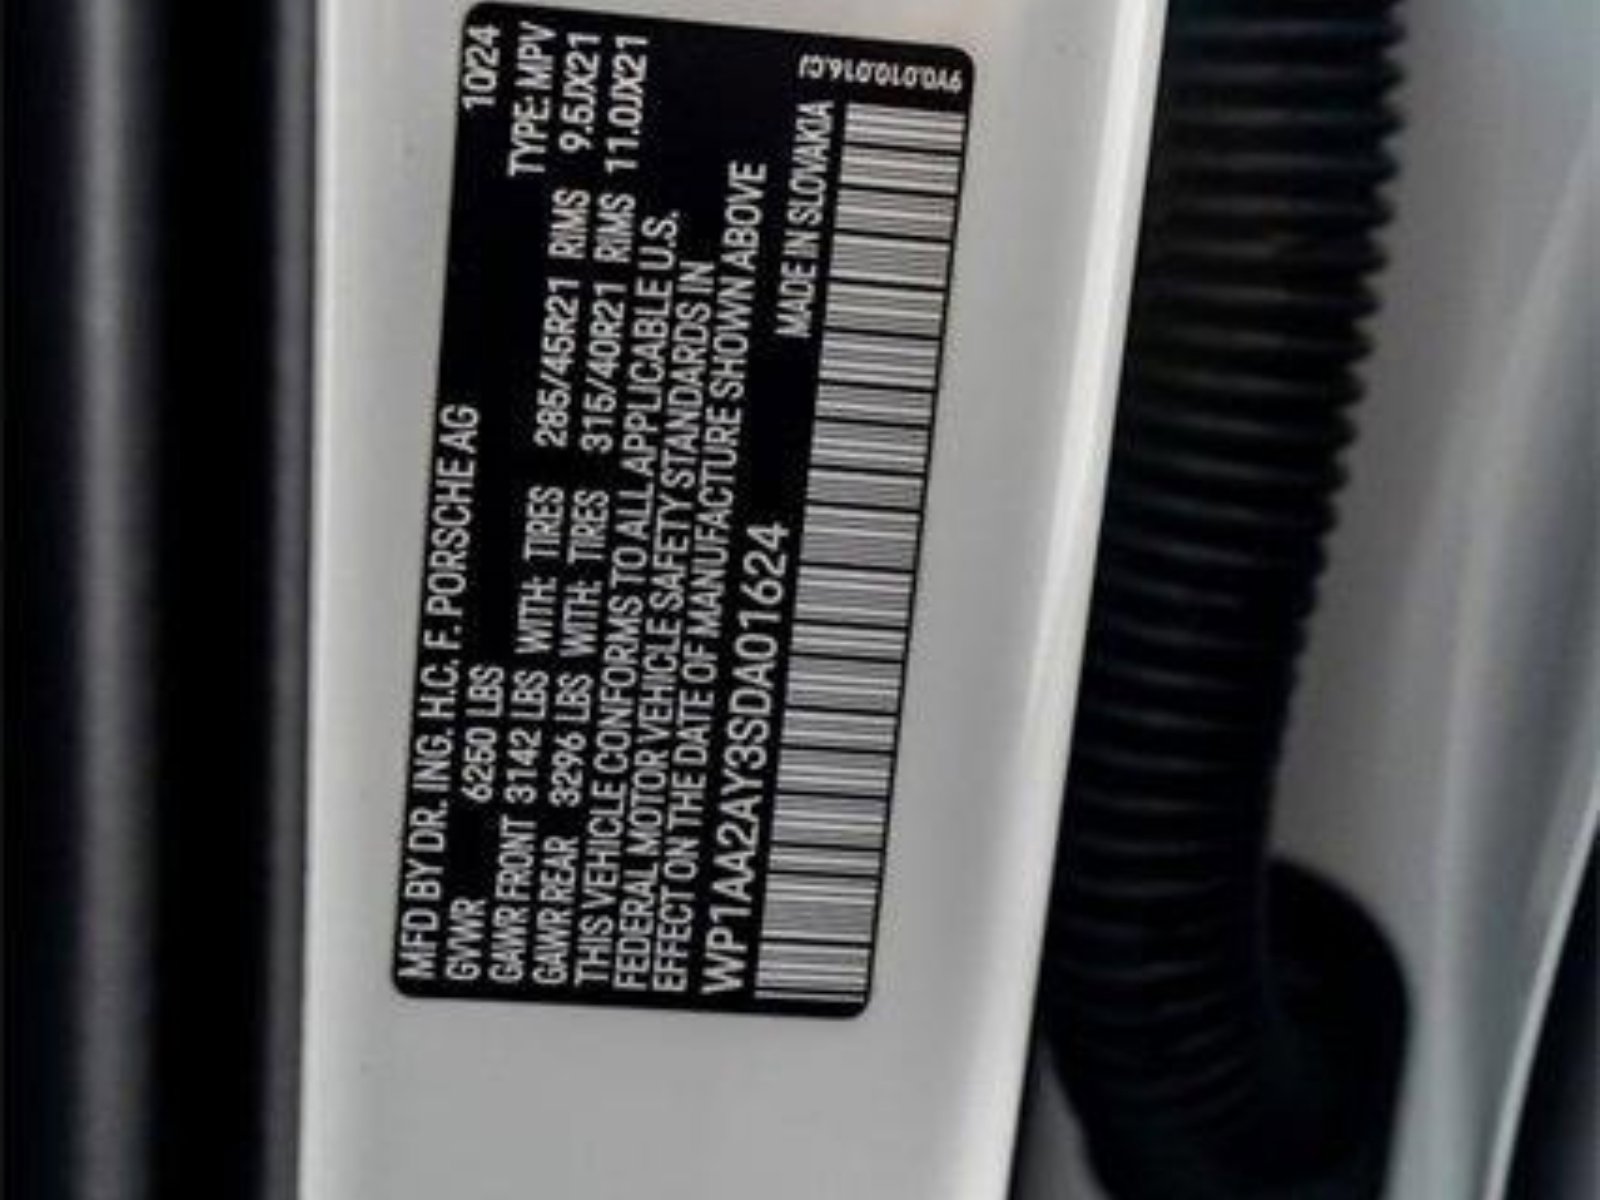 MFD BY DR. ING. H.C. F. PORSCHE AG 10/24
GVWR 6250 LBS TYPE: MPV
GAWR FRONT 3142 LBS WITH: TIRES 285/45R21 RIMS 9.5JX21
GAWR REAR 3296 LBS WITH: TIRES 315/40R21 RIMS 11.0JX21
THIS VEHICLE CONFORMS TO ALL APPLICABLE U.S.
FEDERAL MOTOR VEHICLE SAFETY STANDARDS IN
EFFECT ON THE DATE OF MANUFACTURE SHOWN ABOVE
WP1AA2AY3SDA01624 MADE IN SLOVAKIA
9Y0.010.016.CJ